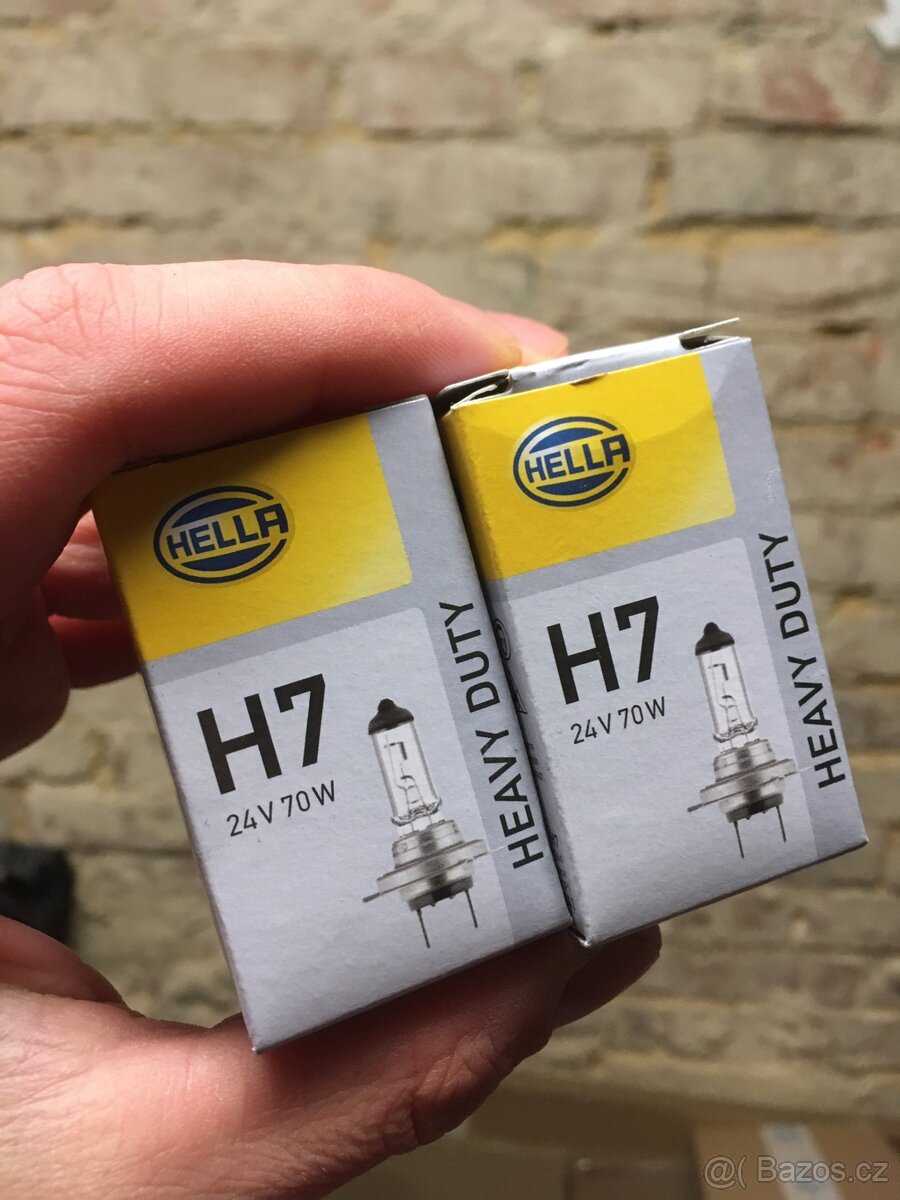 HELLA
H7
24V 70W
HEAVY DUTY
HELLA
H7
24V 70W
HEAVY DUTY
@( Bazos.cz